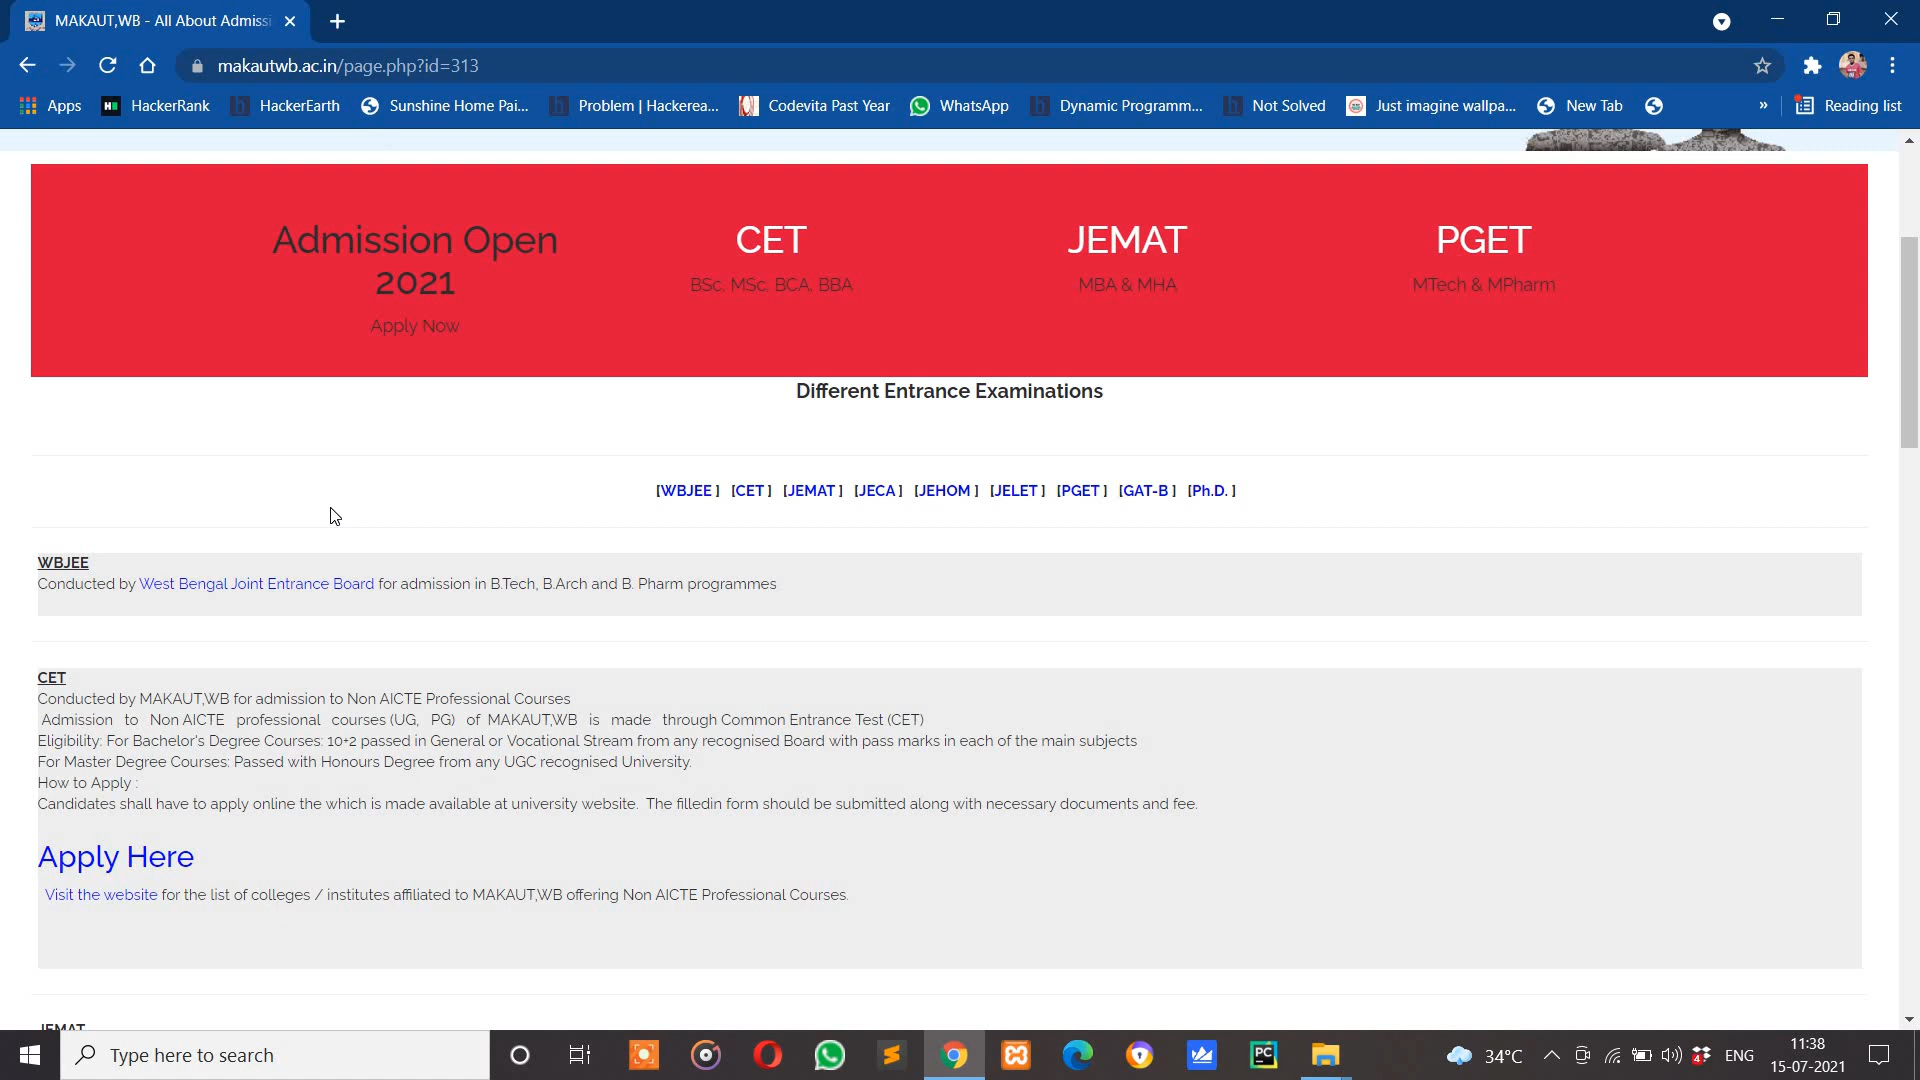 MAKAUT,WB - All About Admissi
makautwb.ac.in/page.php?id=313
Apps
HackerRank
HackerEarth
Sunshine Home Pai...
Problem | Hackerea...
Codevita Past Year
WhatsApp
Dynamic Programm...
Not Solved
Just imagine wallpa...
New Tab
»
Reading list
Admission Open
2021
Apply Now
CET
BSc, MSc, BCA, BBA
JEMAT
MBA & MHA
PGET
MTech & MPharm
Different Entrance Examinations
[WBJEE ] [CET ] [JEMAT ] [JECA ] [JEHOM ] [JELET ] [PGET ] [GAT-B ] [Ph.D. ]
WBJEE
Conducted by West Bengal Joint Entrance Board for admission in B.Tech, B.Arch and B. Pharm programmes
CET
Conducted by MAKAUT,WB for admission to Non AICTE Professional Courses
Admission to Non AICTE professional courses (UG, PG) of MAKAUT,WB is made through Common Entrance Test (CET)
Eligibility: For Bachelor's Degree Courses: 10+2 passed in General or Vocational Stream from any recognised Board with pass marks in each of the main subjects
For Master Degree Courses: Passed with Honours Degree from any UGC recognised University.
How to Apply :
Candidates shall have to apply online the which is made available at university website. The filledin form should be submitted along with necessary documents and fee.
Apply Here
Visit the website for the list of colleges / institutes affiliated to MAKAUT,WB offering Non AICTE Professional Courses.
JEMAT
Type here to search
PC
34°C
4
ENG
11:38
15-07-2021